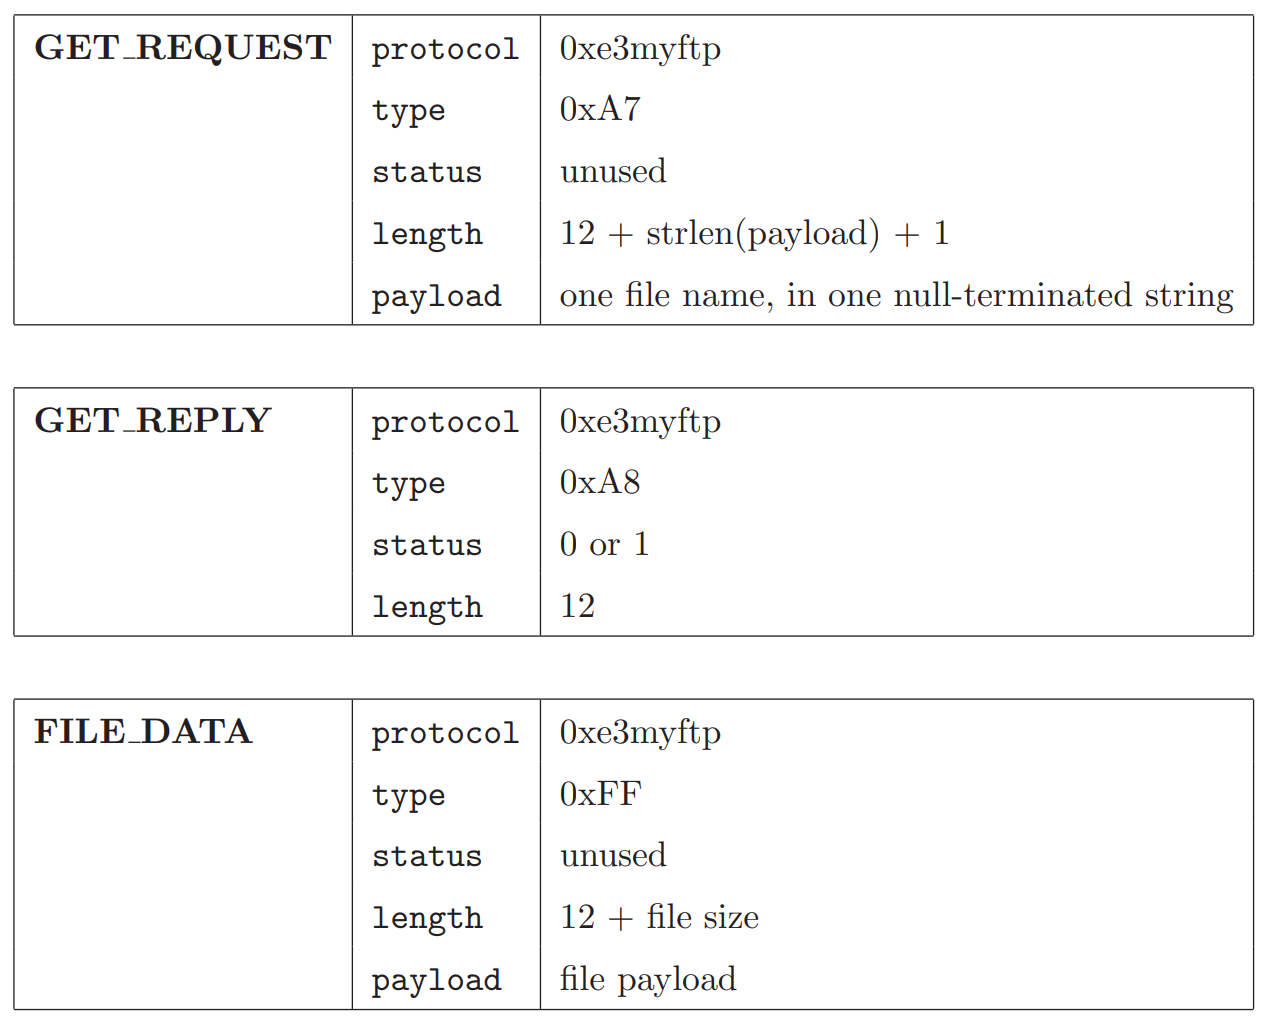 GET_REQUEST protocol 0xe3myftp
type 0xA7
status unused
length 12 + strlen(payload) + 1
payload one file name, in one null-terminated string
GET_REPLY protocol 0xe3myftp
type 0xA8
status 0 or 1
length 12
FILE_DATA protocol 0xe3myftp
type 0xFF
status unused
length 12 + file size
payload file payload